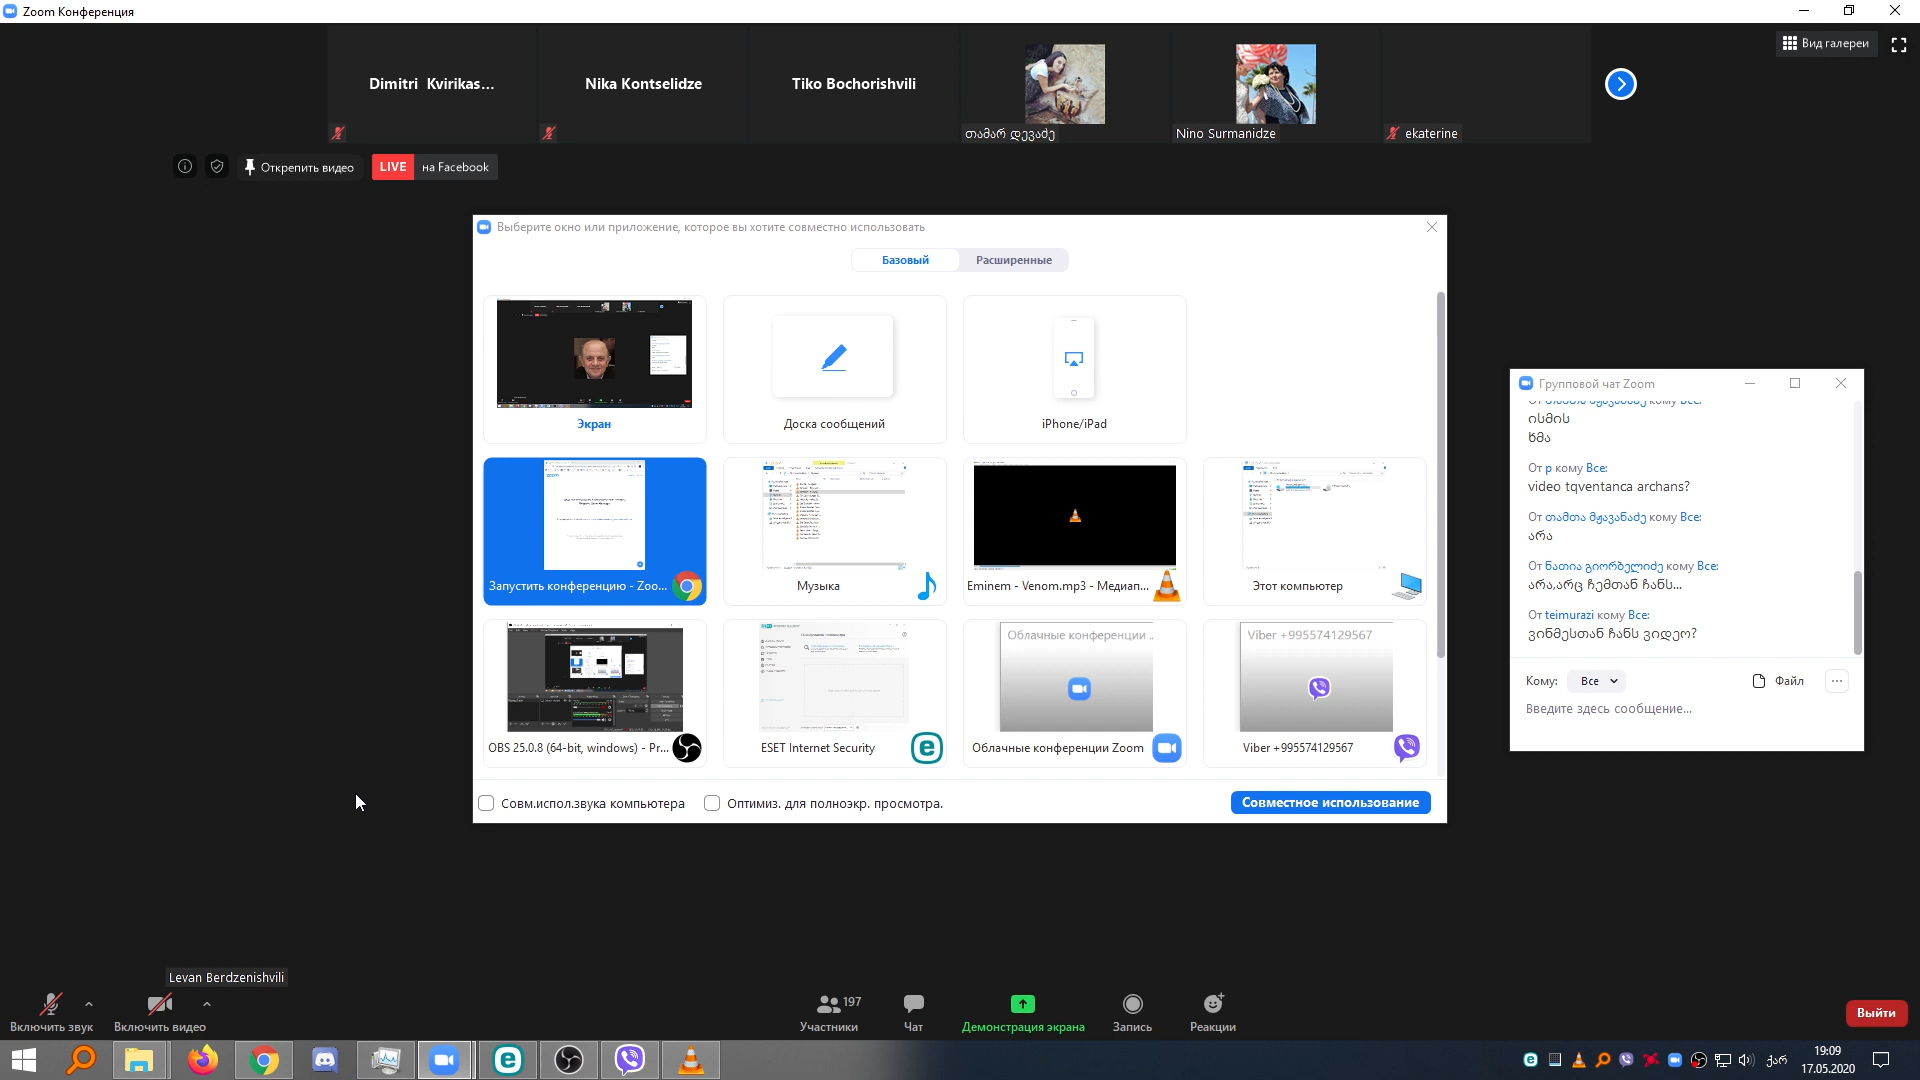 Zoom Конференция
Вид галереи
Dimitri Kvirikas...
Nika Kontselidze
Tiko Bochorishvili
თამარ დევაძე
Nino Surmanidze
ekaterine
Открепить видео
LIVE на Facebook
Выберите окно или приложение, которое вы хотите совместно использовать
Базовый
Расширенные
Экран
Доска сообщений
iPhone/iPad
Запустить конференцию - Zoo...
Музыка
Eminem - Venom.mp3 - Медиап...
Этот компьютер
Облачные конференции ..
Viber +995574129567
OBS 25.0.8 (64-bit, windows) - Pr...
ESET Internet Security
Облачные конференции Zoom
Viber +995574129567
Совм.испол.звука компьютера
Оптимиз. для полноэкр. просмотра.
Совместное использование
Групповой чат Zoom
ისმის
ხმა
От р кому Все:
video tqventanca archans?
От თამთა მჟავანაძე кому Все:
არა
От ნათია გიორბელიძე кому Все:
არა,არც ჩემთან ჩანს...
От teimurazi кому Все:
ვინმესთან ჩანს ვიდეო?
Кому: Все
Файл
Введите здесь сообщение...
Levan Berdzenishvili
Включить звук
Включить видео
197
Участники
Чат
Демонстрация экрана
Запись
Реакции
Выйти
ქარ
19:09
17.05.2020